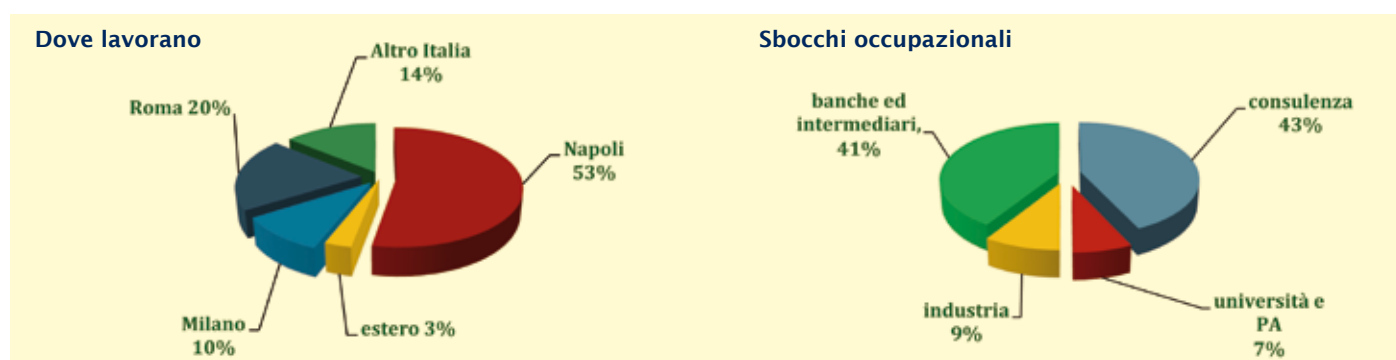 Dove lavorano
Altro Italia
14%
Roma 20%
Napoli
53%
Milano
10%
estero 3%
Sbocchi occupazionali
banche ed
intermediari,
41%
consulenza
43%
industria
9%
università e
PA
7%